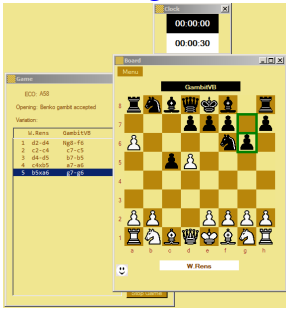 Clock
00:00:00
00:00:30
Board
Menu
GambitVB
8
7
6
5
4
3
2
1
a b c d e f g h
W.Rens
Game
ECO: A58
Opening: Benko gambit accepted
Variation:
W.Rens GambitVB
1 d2-d4 Ng8-f6
2 c2-c4 c7-c5
3 d4-d5 b7-b5
4 c4xb5 a7-a6
5 b5xa6 g7-g6